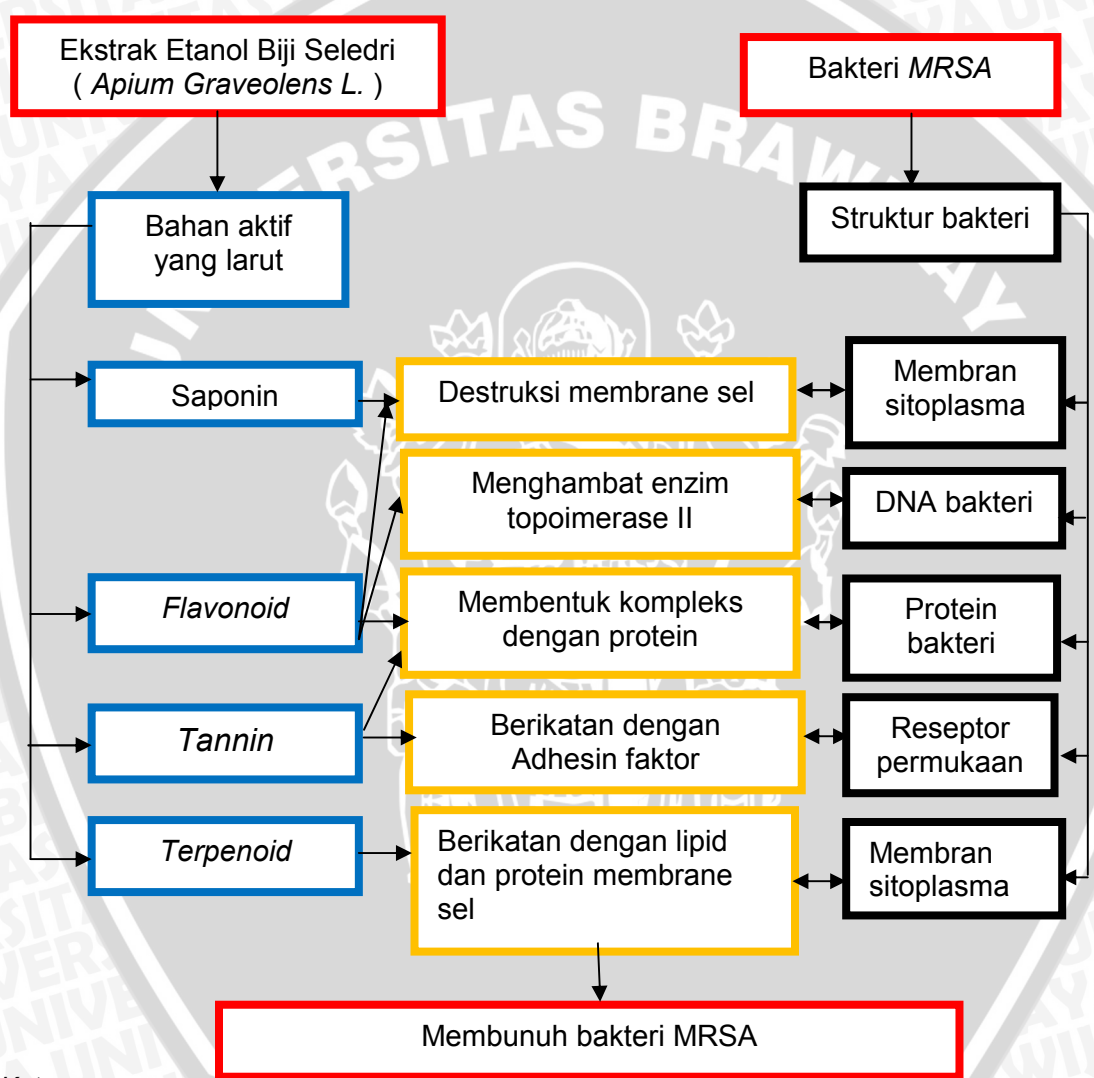 Ekstrak Etanol Biji Seledri
( Apium Graveolens L. )
Bakteri MRSA
Bahan aktif
yang larut
Struktur bakteri
Saponin
Destruksi membrane sel
Membran
sitoplasma
Menghambat enzim
topoimerase II
DNA bakteri
Flavonoid
Membentuk kompleks
dengan protein
Protein
bakteri
Tannin
Berikatan dengan
Adhesin faktor
Reseptor
permukaan
Terpenoid
Berikatan dengan lipid
dan protein membrane
sel
Membran
sitoplasma
Membunuh bakteri MRSA
UNIVERSITAS BRAWIJAYA